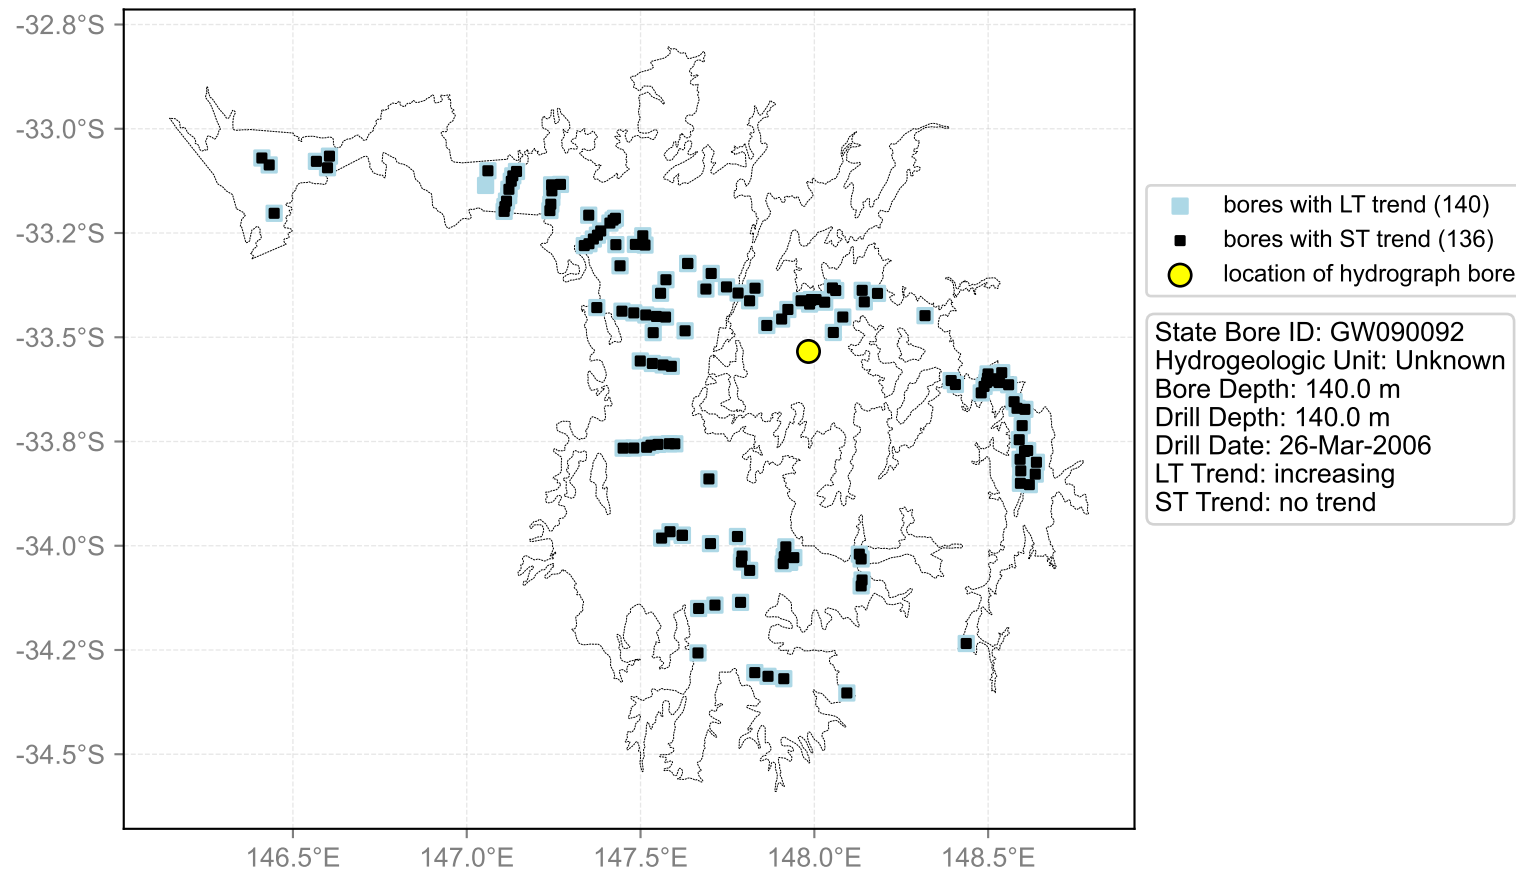 -32.8°S
-33.0°S
-33.2°S
-33.5°S
-33.8°S
-34.0°S
-34.2°S
-34.5°S
146.5°E
147.0°E
147.5°E
148.0°E
148.5°E
bores with LT trend (140)
bores with ST trend (136)
location of hydrograph bore
State Bore ID: GW090092
Hydrogeologic Unit: Unknown
Bore Depth: 140.0 m
Drill Depth: 140.0 m
Drill Date: 26-Mar-2006
LT Trend: increasing
ST Trend: no trend